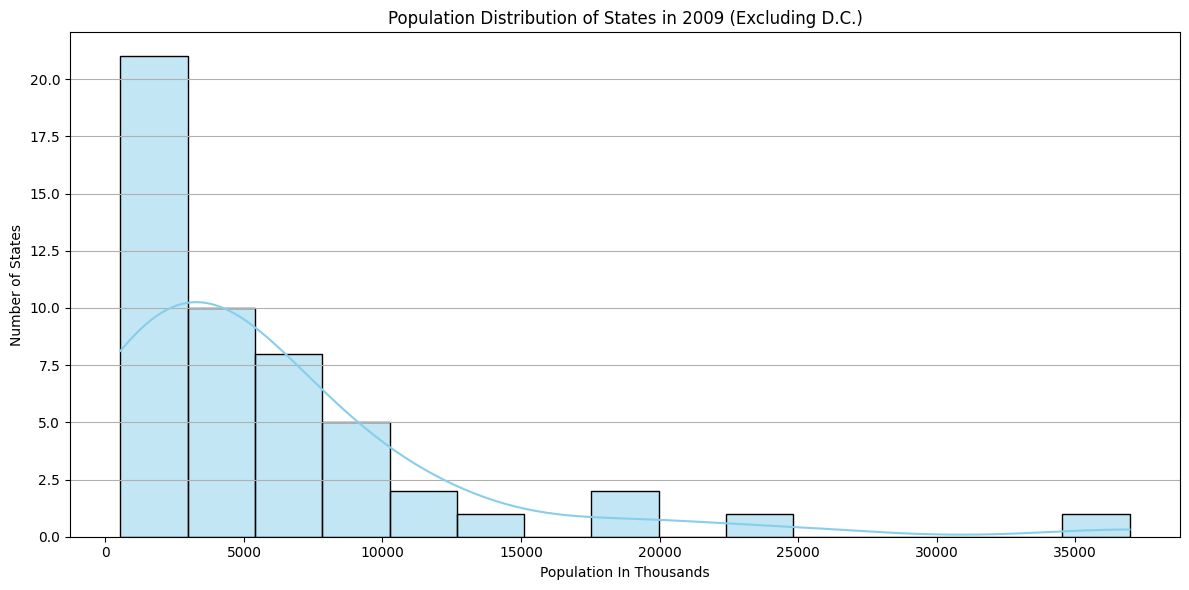 Population Distribution of States in 2009 (Excluding D.C.)
20.0
17.5
15.0
12.5
10.0
7.5
5.0
2.5
0.0
Number of States
0 5000 10000 15000 20000 25000 30000 35000
Population In Thousands